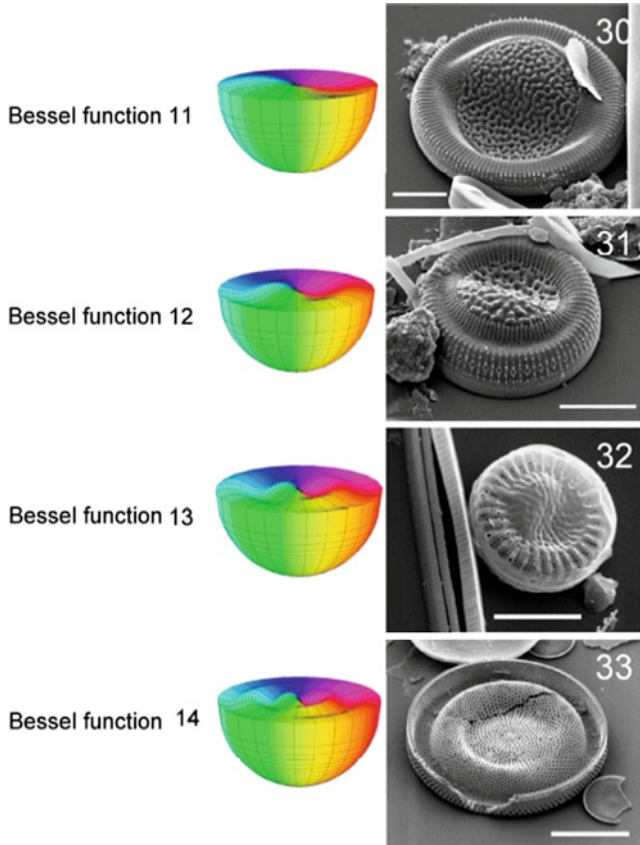 Bessel function 11
30
Bessel function 12
31
Bessel function 13
32
Bessel function 14
33